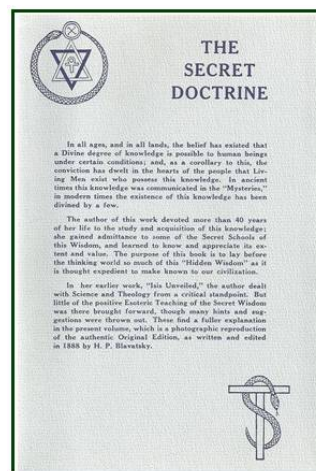 THE
SECRET
DOCTRINE
In all ages, and in all lands, the belief has existed that
a Divine degree of knowledge is possible to human beings
under certain conditions; and, as a corollary to this, the
conviction has dwelt in the hearts of the people that Liv-
ing Men exist who possess this knowledge. In ancient
times this knowledge was communicated in the "Mysteries,"
in modern times the existence of this knowledge has been
divined by a few.
The author of this work devoted more than 40 years
of her life to the study and acquisition of this knowledge;
she gained admittance to some of the Secret Schools of
this Wisdom, and learned to know and appreciate its ex-
tent and value. The purpose of this book is to lay before
the thinking world so much of this "Hidden Wisdom" as it
is thought expedient to make known to our civilization.
In her earlier work, "Isis Unveiled," the author dealt
with Science and Theology from a critical standpoint. But
little of the positive Esoteric Teaching of the Secret Wisdom
was there brought forward, though many hints and sug-
gestions were thrown out. These find a fuller explanation
in the present volume, which is a photographic reproduction
of the authentic Original Edition, as written and edited
in 1888 by H. P. Blavatsky.